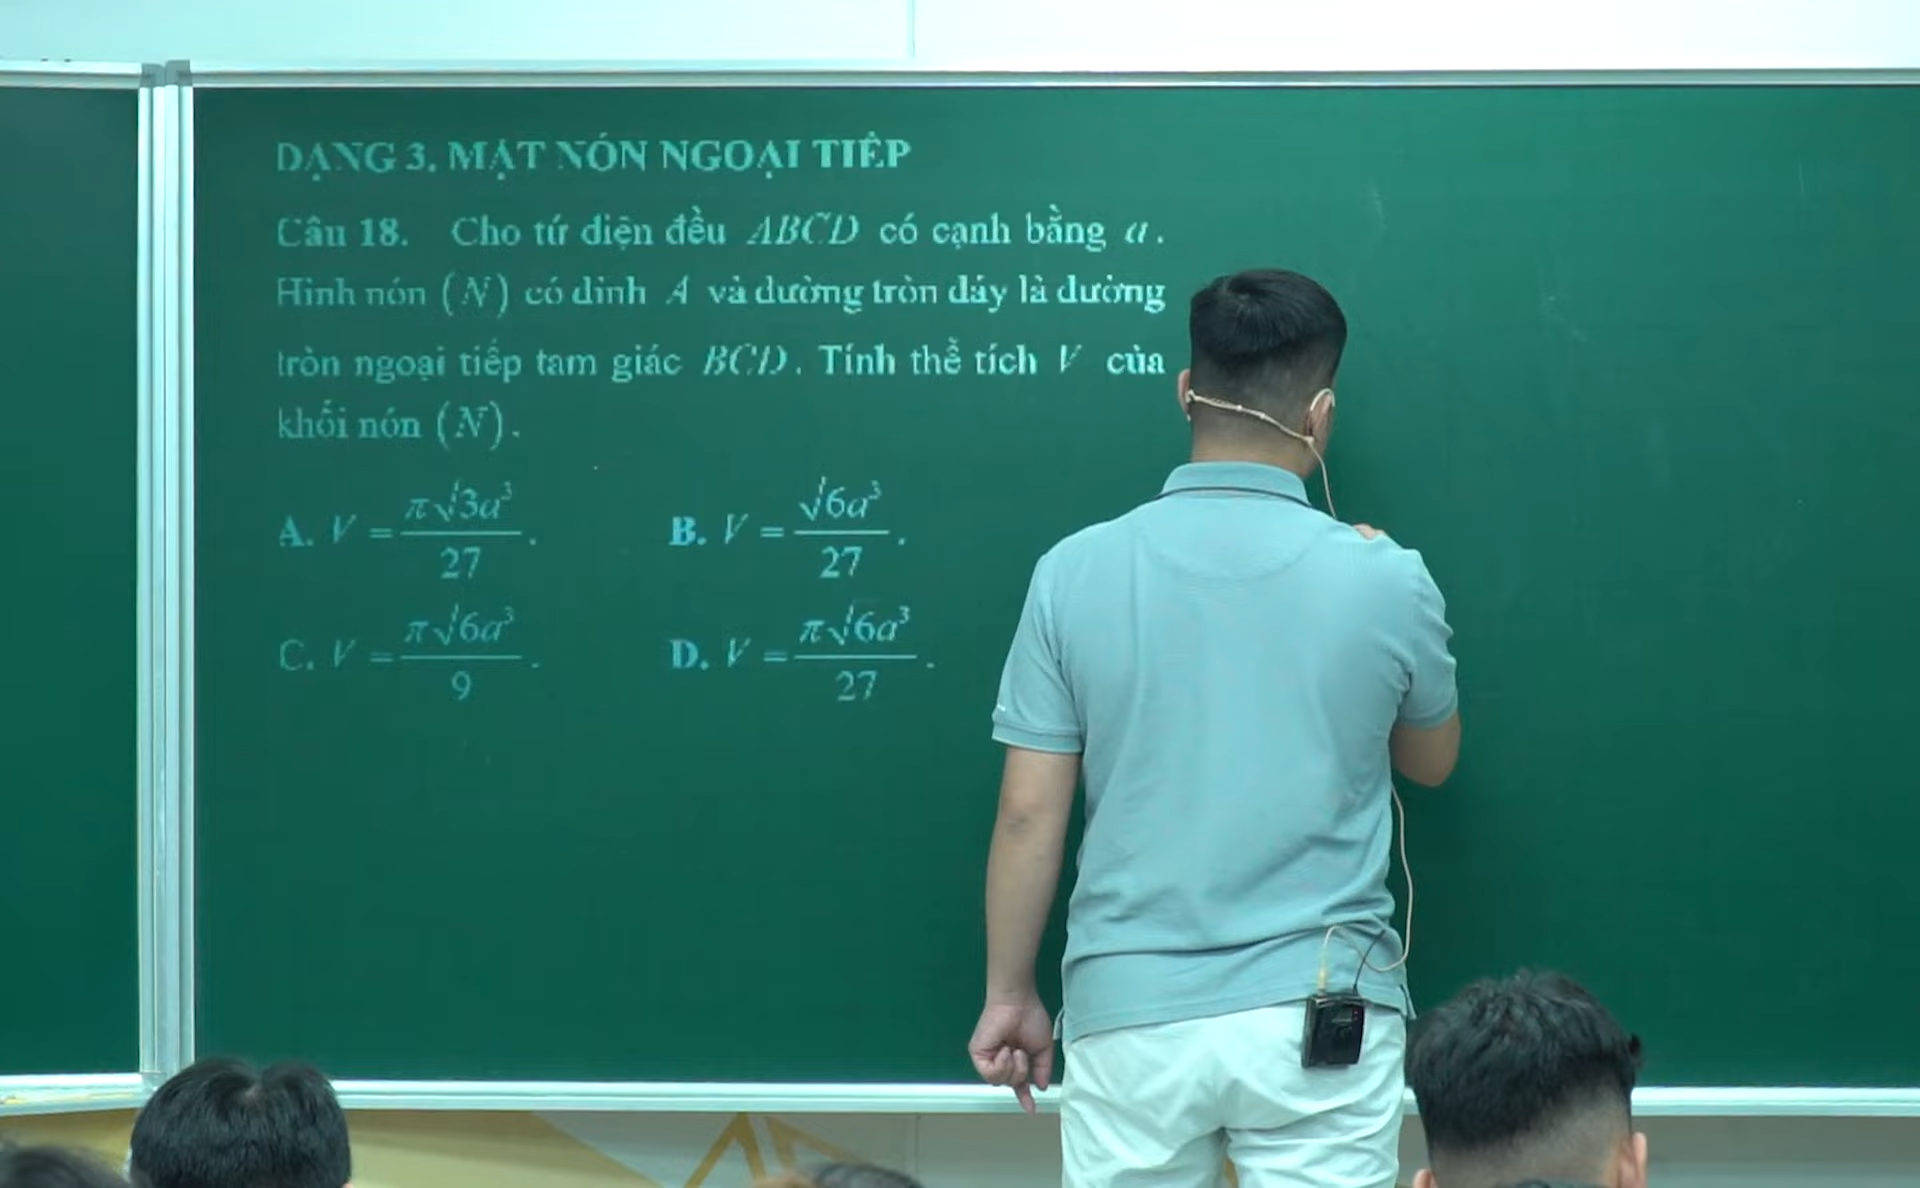 DẠNG 3. MẶT NÓN NGOẠI TIẾP
Câu 18. Cho tứ diện đều ABCD có cạnh bằng a.
Hình nón (N) có đỉnh A và đường tròn đáy là đường
tròn ngoại tiếp tam giác BCD. Tính thể tích V của
khối nón (N).
A. V = π√3a³/27. B. V = √6a³/27.
C. V = π√6a³/9. D. V = π√6a³/27.